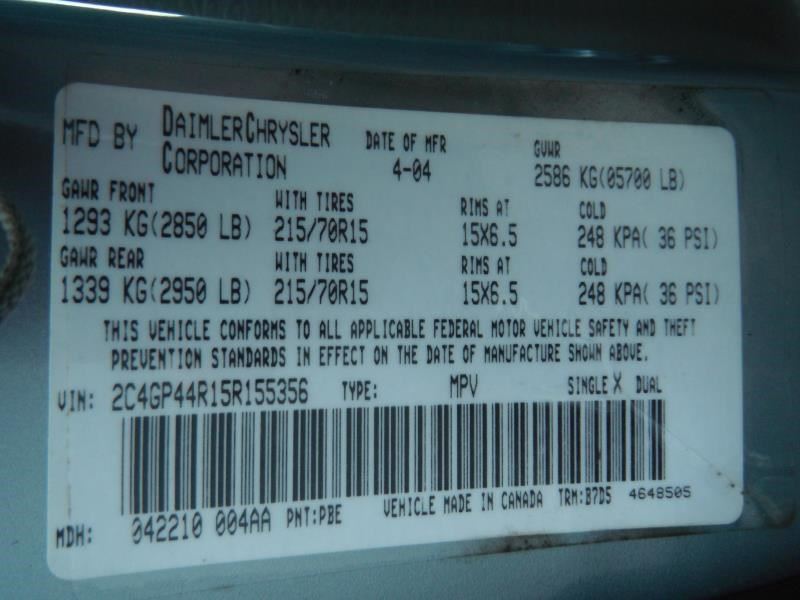 MFD BY DAIMLERCHRYSLER CORPORATION DATE OF MFR 4-04 GVWR 2586 KG(05700 LB)
GAWR FRONT WITH TIRES RIMS AT COLD
1293 KG(2850 LB) 215/70R15 15X6.5 248 KPA( 36 PSI)
GAWR REAR WITH TIRES RIMS AT COLD
1339 KG(2950 LB) 215/70R15 15X6.5 248 KPA( 36 PSI)
THIS VEHICLE CONFORMS TO ALL APPLICABLE FEDERAL MOTOR VEHICLE SAFETY AND THEFT
PREVENTION STANDARDS IN EFFECT ON THE DATE OF MANUFACTURE SHOWN ABOVE.
VIN: 2C4GP44R15R155356 TYPE: MPV SINGLE X DUAL
MDH: 042210 004AA PNT:PBE VEHICLE MADE IN CANADA TRM:B7D5 4648505